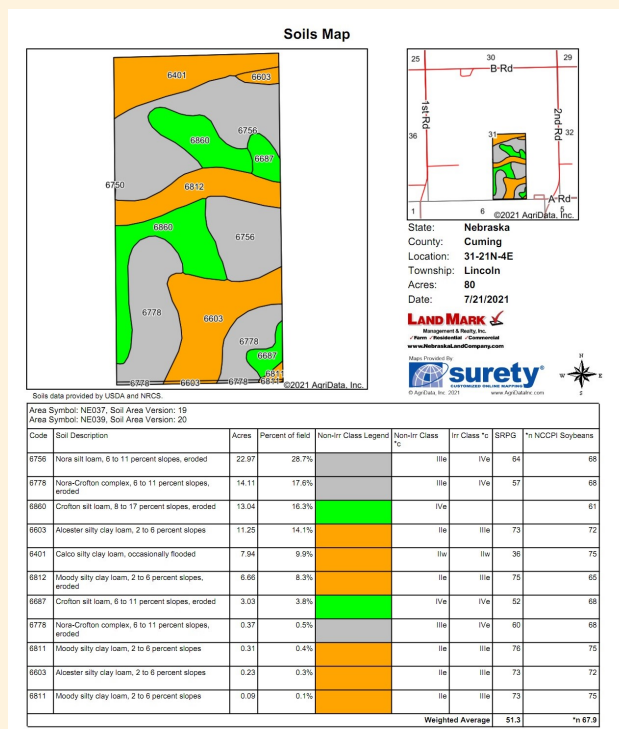 Soils Map
6401
6603
6860
6756
6687
6750
6812
6860
6756
6778
6603
6778
6687
6811
6778
6603
6778
6811
©2021 AgriData, Inc.
Soils data provided by USDA and NRCS.
25
30
29
B Rd
1st Rd
2nd Rd
36
31
32
A Rd
1
6
5
©2021 AgriData, Inc.
State: Nebraska
County: Cuming
Location: 31-21N-4E
Township: Lincoln
Acres: 80
Date: 7/21/2021
LAND MARK
Management & Realty, Inc.
✓Farm ✓Residential ✓Commercial
www.NebraskaLandCompany.com
Maps Provided By
surety®
CUSTOMIZED ONLINE MAPPING
© AgriData, Inc. 2021 www.AgriDataInc.com
N
W E
S
Area Symbol: NE037, Soil Area Version: 19
Area Symbol: NE039, Soil Area Version: 20
Code Soil Description Acres Percent of field Non-Irr Class Legend Non-Irr Class *c Irr Class *c SRPG *n NCCPI Soybeans
6756 Nora silt loam, 6 to 11 percent slopes, eroded 22.97 28.7% IIIe IVe 64 68
6778 Nora-Crofton complex, 6 to 11 percent slopes, eroded 14.11 17.6% IIIe IVe 57 68
6860 Crofton silt loam, 8 to 17 percent slopes, eroded 13.04 16.3% IVe 61
6603 Alcester silty clay loam, 2 to 6 percent slopes 11.25 14.1% IIe IIIe 73 72
6401 Calco silty clay loam, occasionally flooded 7.94 9.9% IIw IIw 36 75
6812 Moody silty clay loam, 2 to 6 percent slopes, eroded 6.66 8.3% IIe IIIe 75 65
6687 Crofton silt loam, 6 to 11 percent slopes, eroded 3.03 3.8% IVe IVe 52 68
6778 Nora-Crofton complex, 6 to 11 percent slopes, eroded 0.37 0.5% IIIe IVe 60 68
6811 Moody silty clay loam, 2 to 6 percent slopes 0.31 0.4% IIe IIIe 76 75
6603 Alcester silty clay loam, 2 to 6 percent slopes 0.23 0.3% IIe IIIe 73 72
6811 Moody silty clay loam, 2 to 6 percent slopes 0.09 0.1% IIe IIIe 73 75
Weighted Average 51.3 *n 67.9